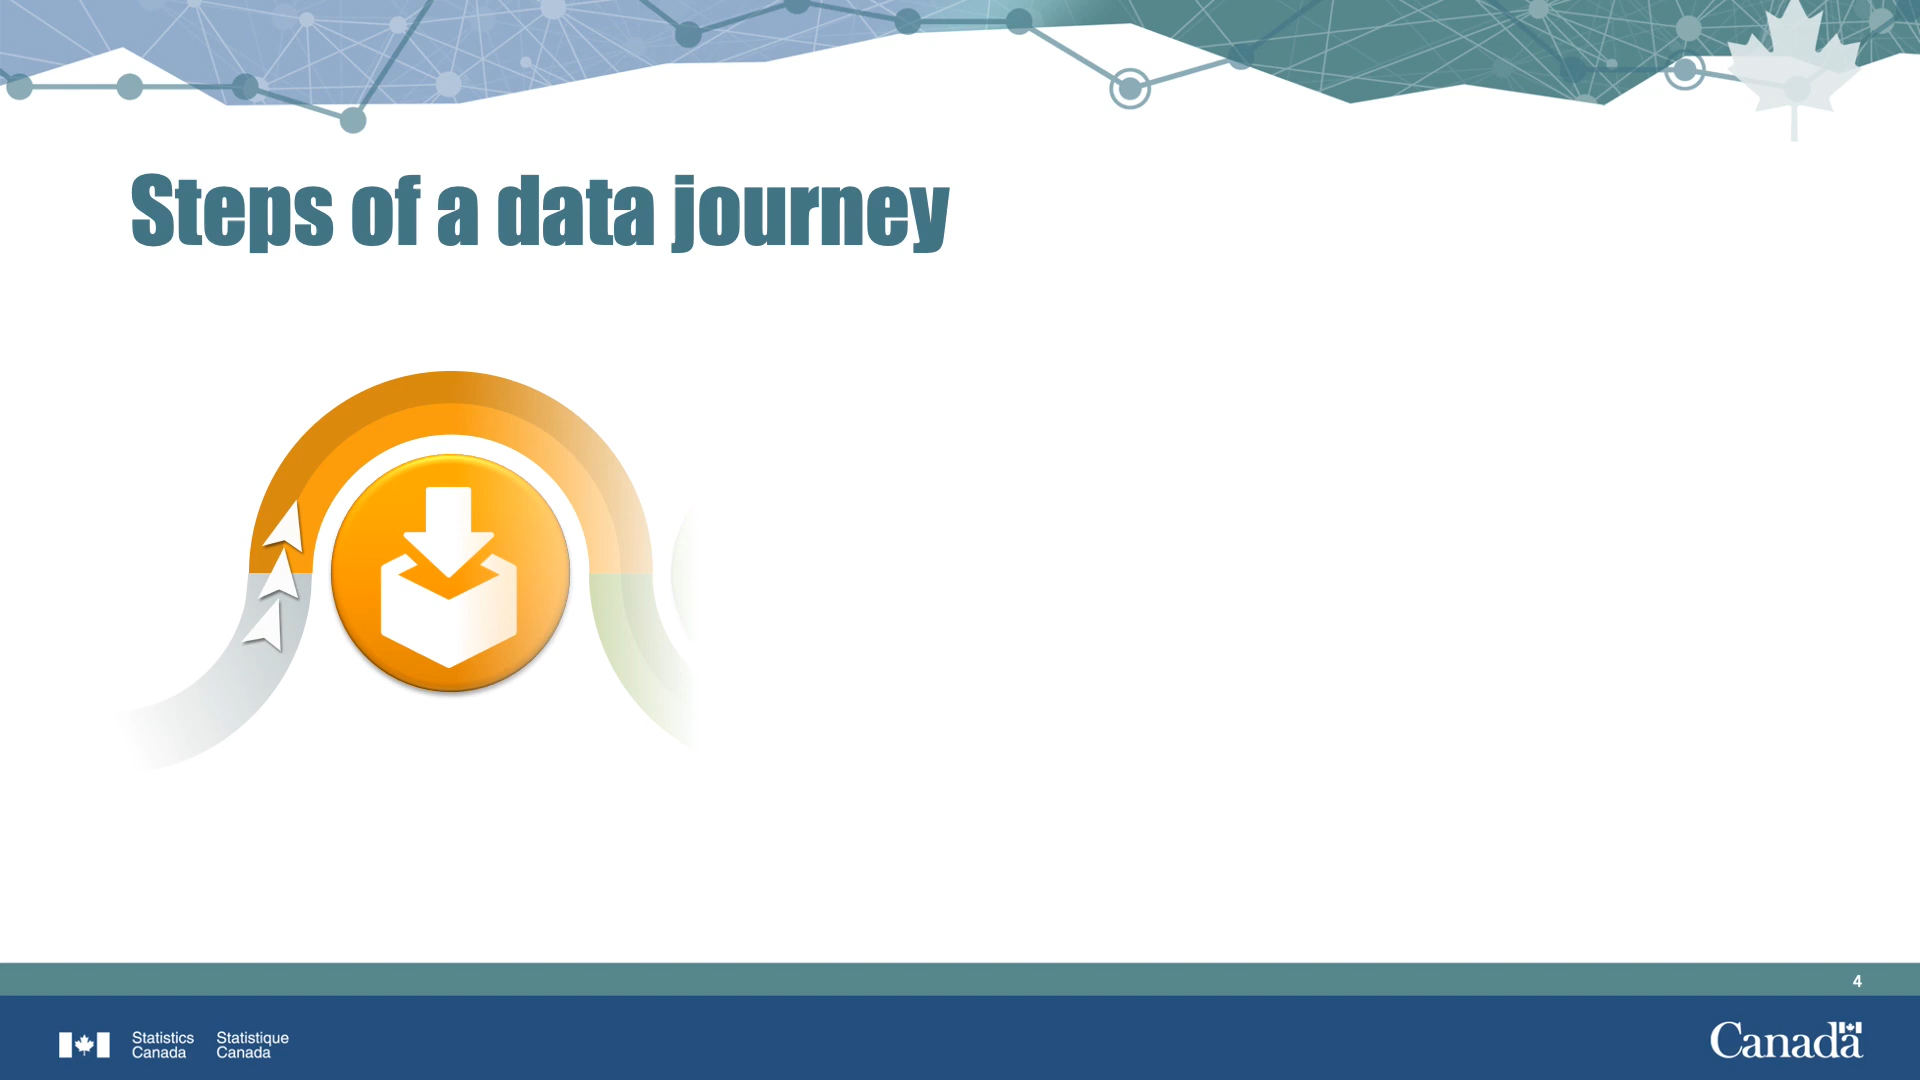 Steps of a data journey
4
Statistics Statistique
Canada Canada
Canada